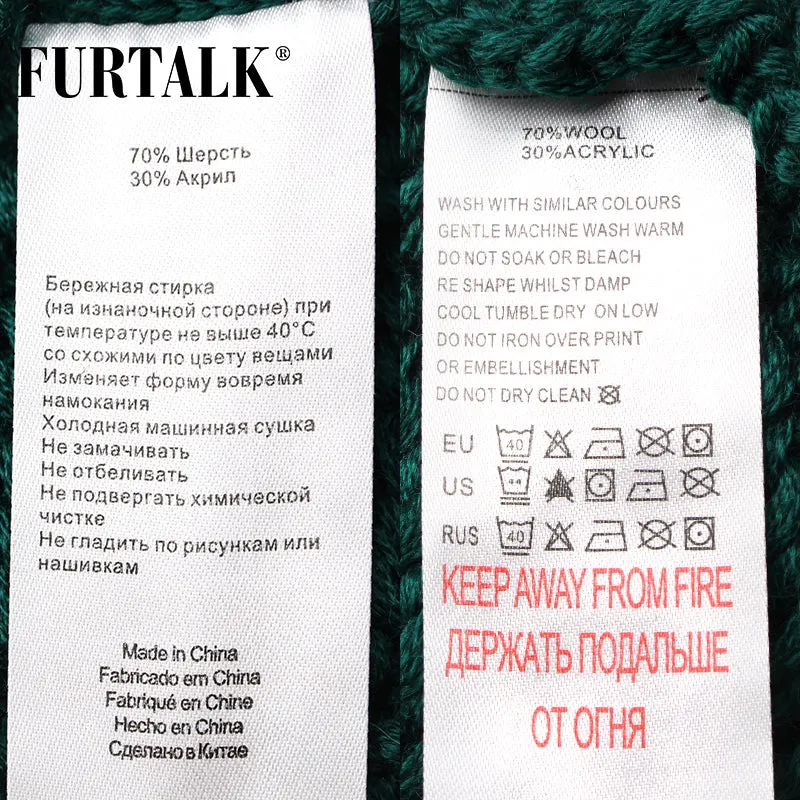 FURTALK®
70% Шерсть
30% Акрил
Бережная стирка
(на изнаночной стороне) при
температуре не выше 40°C
со схожими по цвету вещами
Изменяет форму вовремя
намокания
Холодная машинная сушка
Не замачивать
Не отбеливать
Не подвергать химической
чистке
Не гладить по рисункам или
нашивкам
Made in China
Fabricado em China
Fabriqué en Chine
Hecho en China
Сделано в Китае
70%WOOL
30%ACRYLIC
WASH WITH SIMILAR COLOURS
GENTLE MACHINE WASH WARM
DO NOT SOAK OR BLEACH
RE SHAPE WHILST DAMP
COOL TUMBLE DRY ON LOW
DO NOT IRON OVER PRINT
OR EMBELLISHMENT
DO NOT DRY CLEAN
EU 40
US
RUS 40
KEEP AWAY FROM FIRE
ДЕРЖАТЬ ПОДАЛЬШЕ
ОТ ОГНЯ